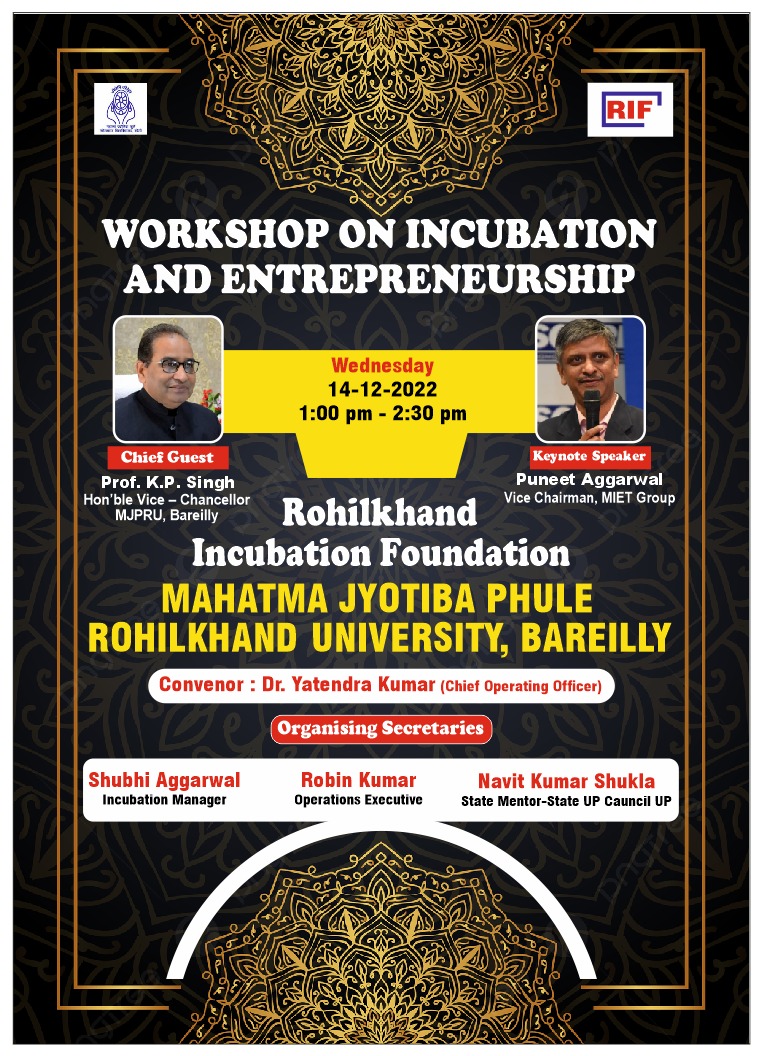 RIF
WORKSHOP ON INCUBATION
AND ENTREPRENEURSHIP
Wednesday
14-12-2022
1:00 pm - 2:30 pm
Chief Guest
Prof. K.P. Singh
Hon'ble Vice – Chancellor
MJPRU, Bareilly
Keynote Speaker
Puneet Aggarwal
Vice Chairman, MIET Group
Rohilkhand
Incubation Foundation
MAHATMA JYOTIBA PHULE
ROHILKHAND UNIVERSITY, BAREILLY
Convenor : Dr. Yatendra Kumar (Chief Operating Officer)
Organising Secretaries
Shubhi Aggarwal
Incubation Manager
Robin Kumar
Operations Executive
Navit Kumar Shukla
State Mentor-State UP Council UP